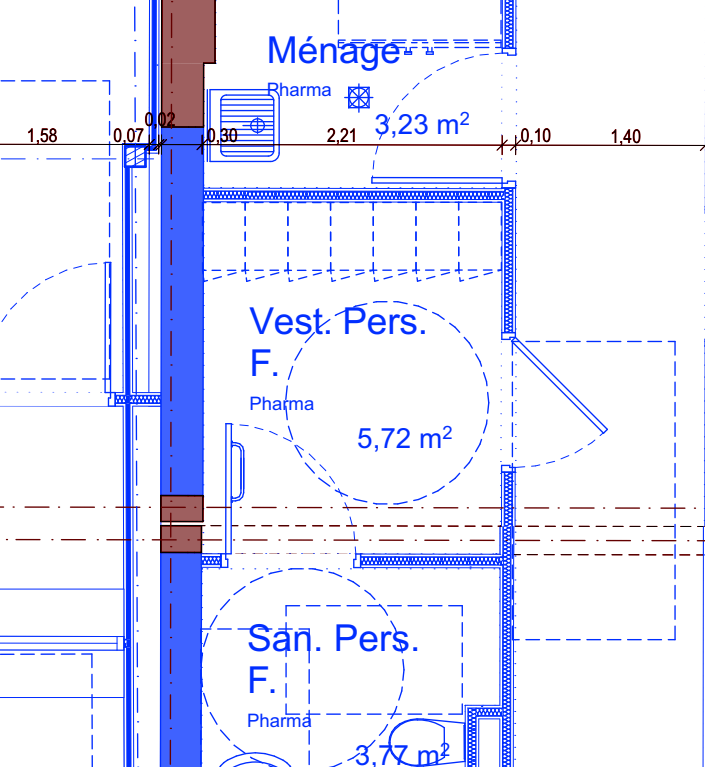 Ménage
Pharma
3,23 m²
1,58
0,07
0,02
0,30
2,21
0,10
1,40
Vest. Pers.
F.
Pharma
5,72 m²
San. Pers.
F.
Pharma
3,77 m²